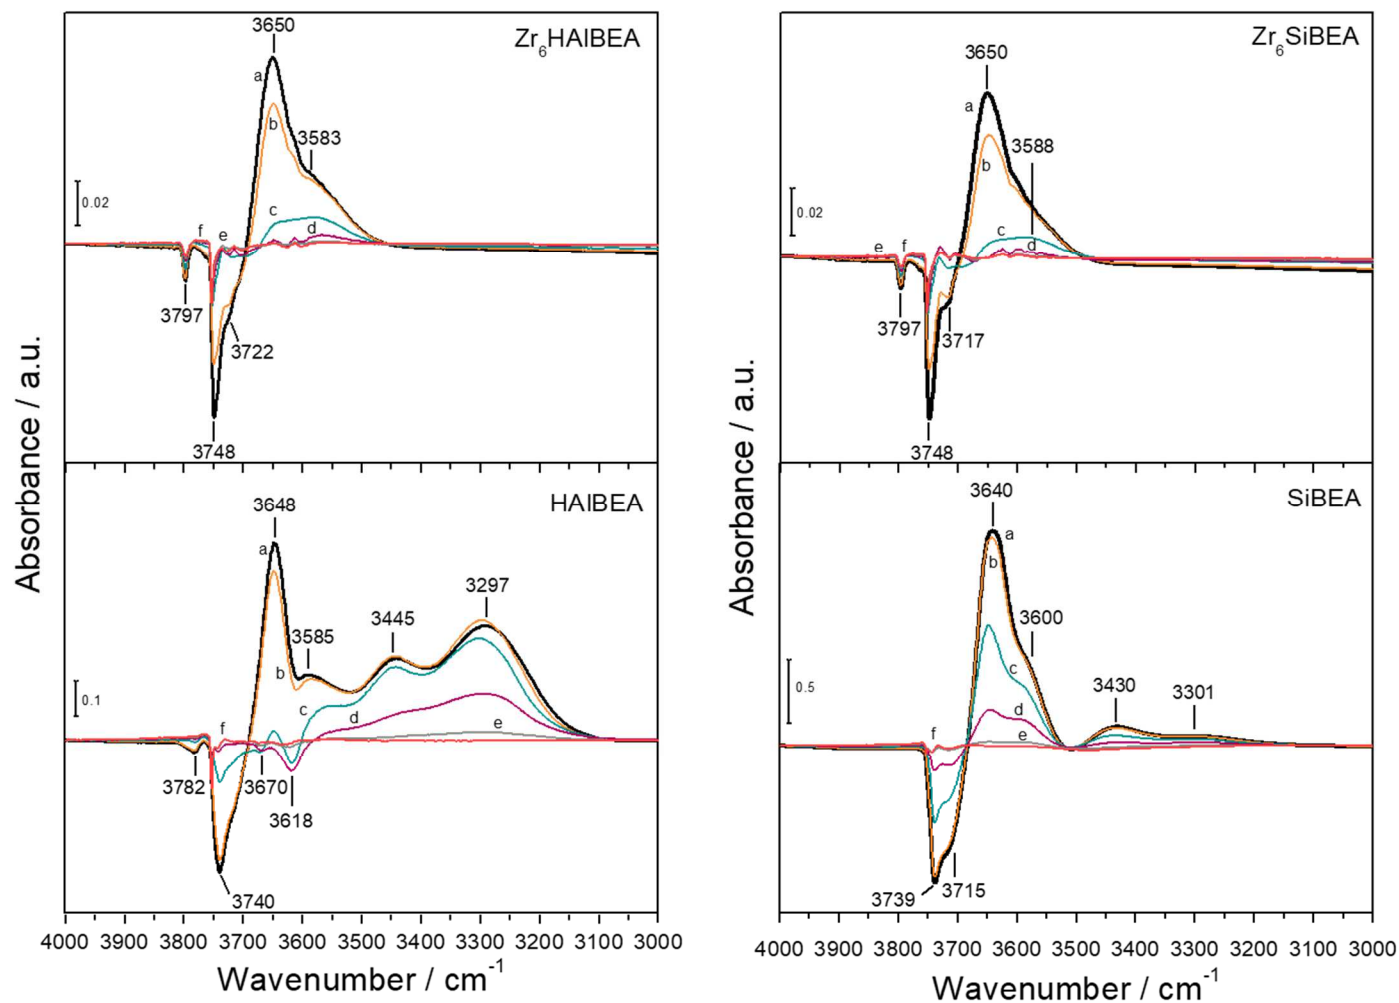 Zr6HAlBEA
3650
a
b
3583
0.02
c
d
f
e
3797
3722
3748
Zr6SiBEA
3650
a
b
3588
0.02
c
d
e
f
3797
3717
3748
HAlBEA
3648
a
3297
3445
3585
b
0.1
c
d
e
f
3782
3670
3618
3740
SiBEA
3640
a
b
3600
0.5
c
d
e
f
3430
3301
3739
3715
Absorbance / a.u.
Absorbance / a.u.
4000 3900 3800 3700 3600 3500 3400 3300 3200 3100 3000
4000 3900 3800 3700 3600 3500 3400 3300 3200 3100 3000
Wavenumber / cm-1
Wavenumber / cm-1